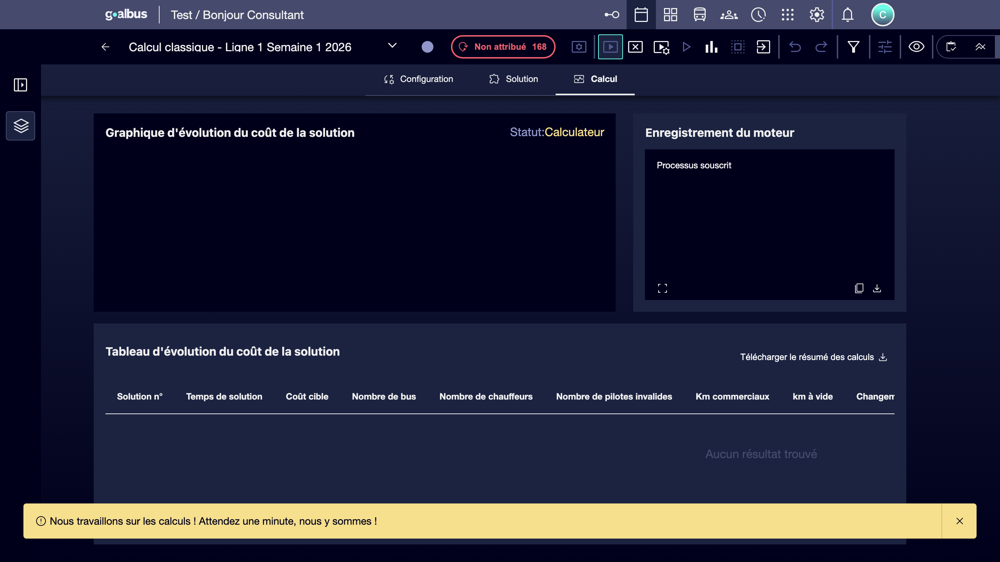 goalbus
Test / Bonjour Consultant
C
Calcul classique - Ligne 1 Semaine 1 2026
Non attribué 168
Configuration
Solution
Calcul
Graphique d'évolution du coût de la solution
Statut:Calculateur
Enregistrement du moteur
Processus souscrit
Tableau d'évolution du coût de la solution
Télécharger le résumé des calculs
Solution n° Temps de solution Coût cible Nombre de bus Nombre de chauffeurs Nombre de pilotes invalides Km commerciaux km à vide Changem
Aucun résultat trouvé
Nous travaillons sur les calculs ! Attendez une minute, nous y sommes !